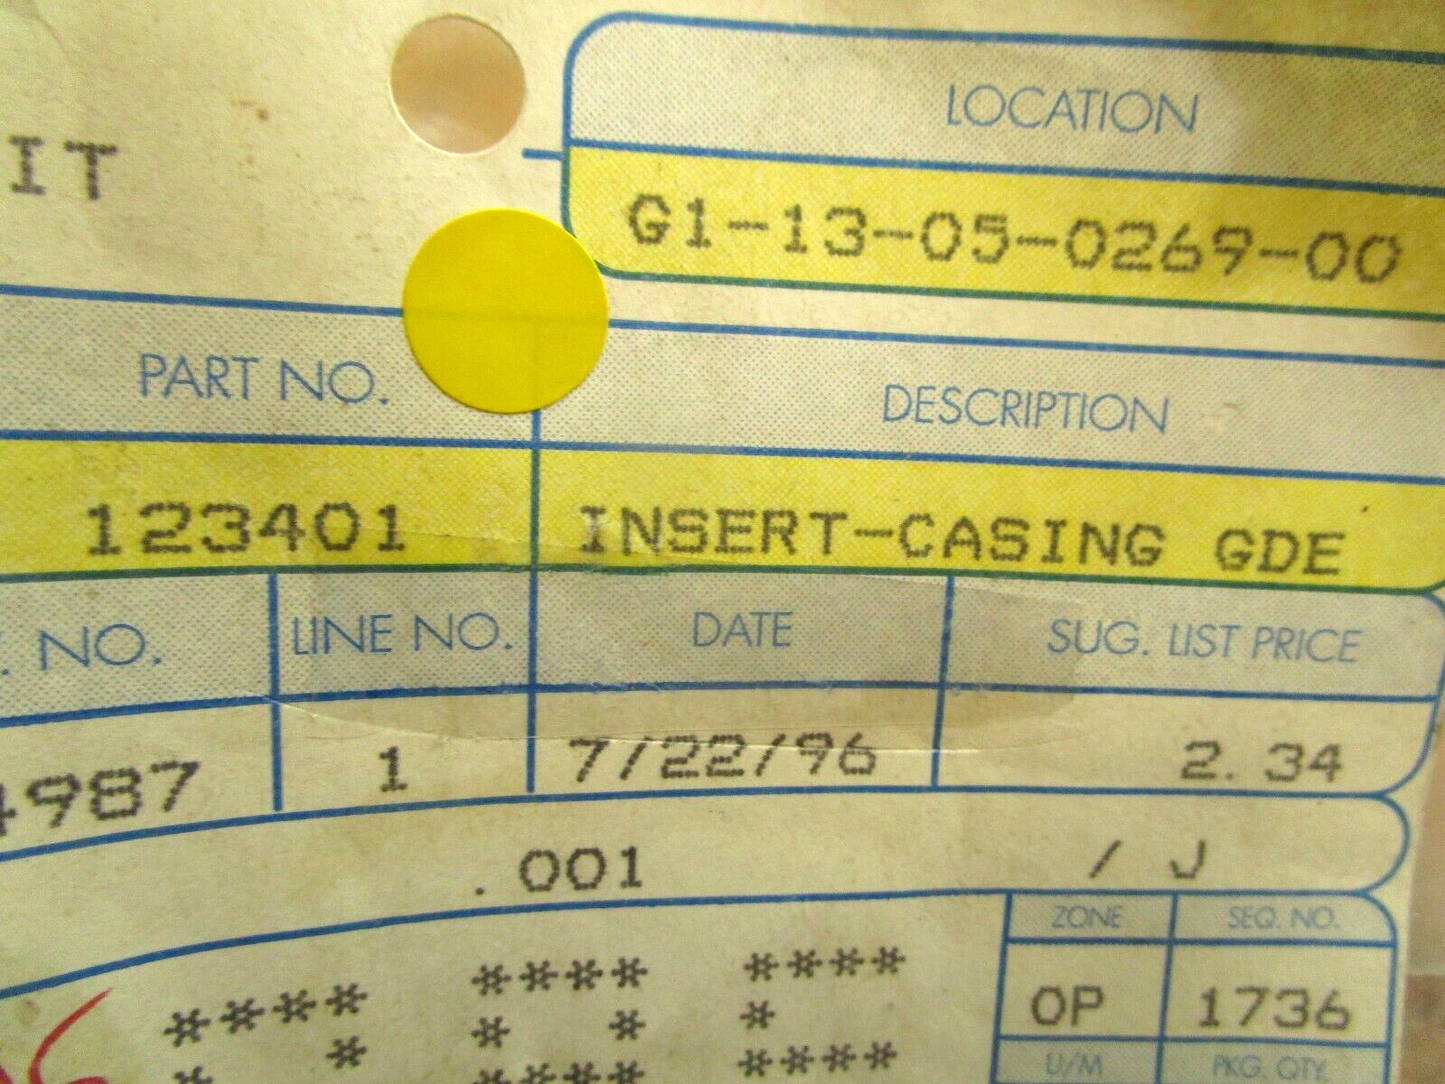 LOCATION
IT
G1-13-05-0269-00
PART NO. DESCRIPTION
123401 INSERT-CASING GDE
. NO. LINE NO. DATE SUG. LIST PRICE
4987 1 7/22/96 2.34
.001 / J
ZONE SEQ. NO.
**** **** ****
OP 1736
* * * *
U/M PKG. QTY.